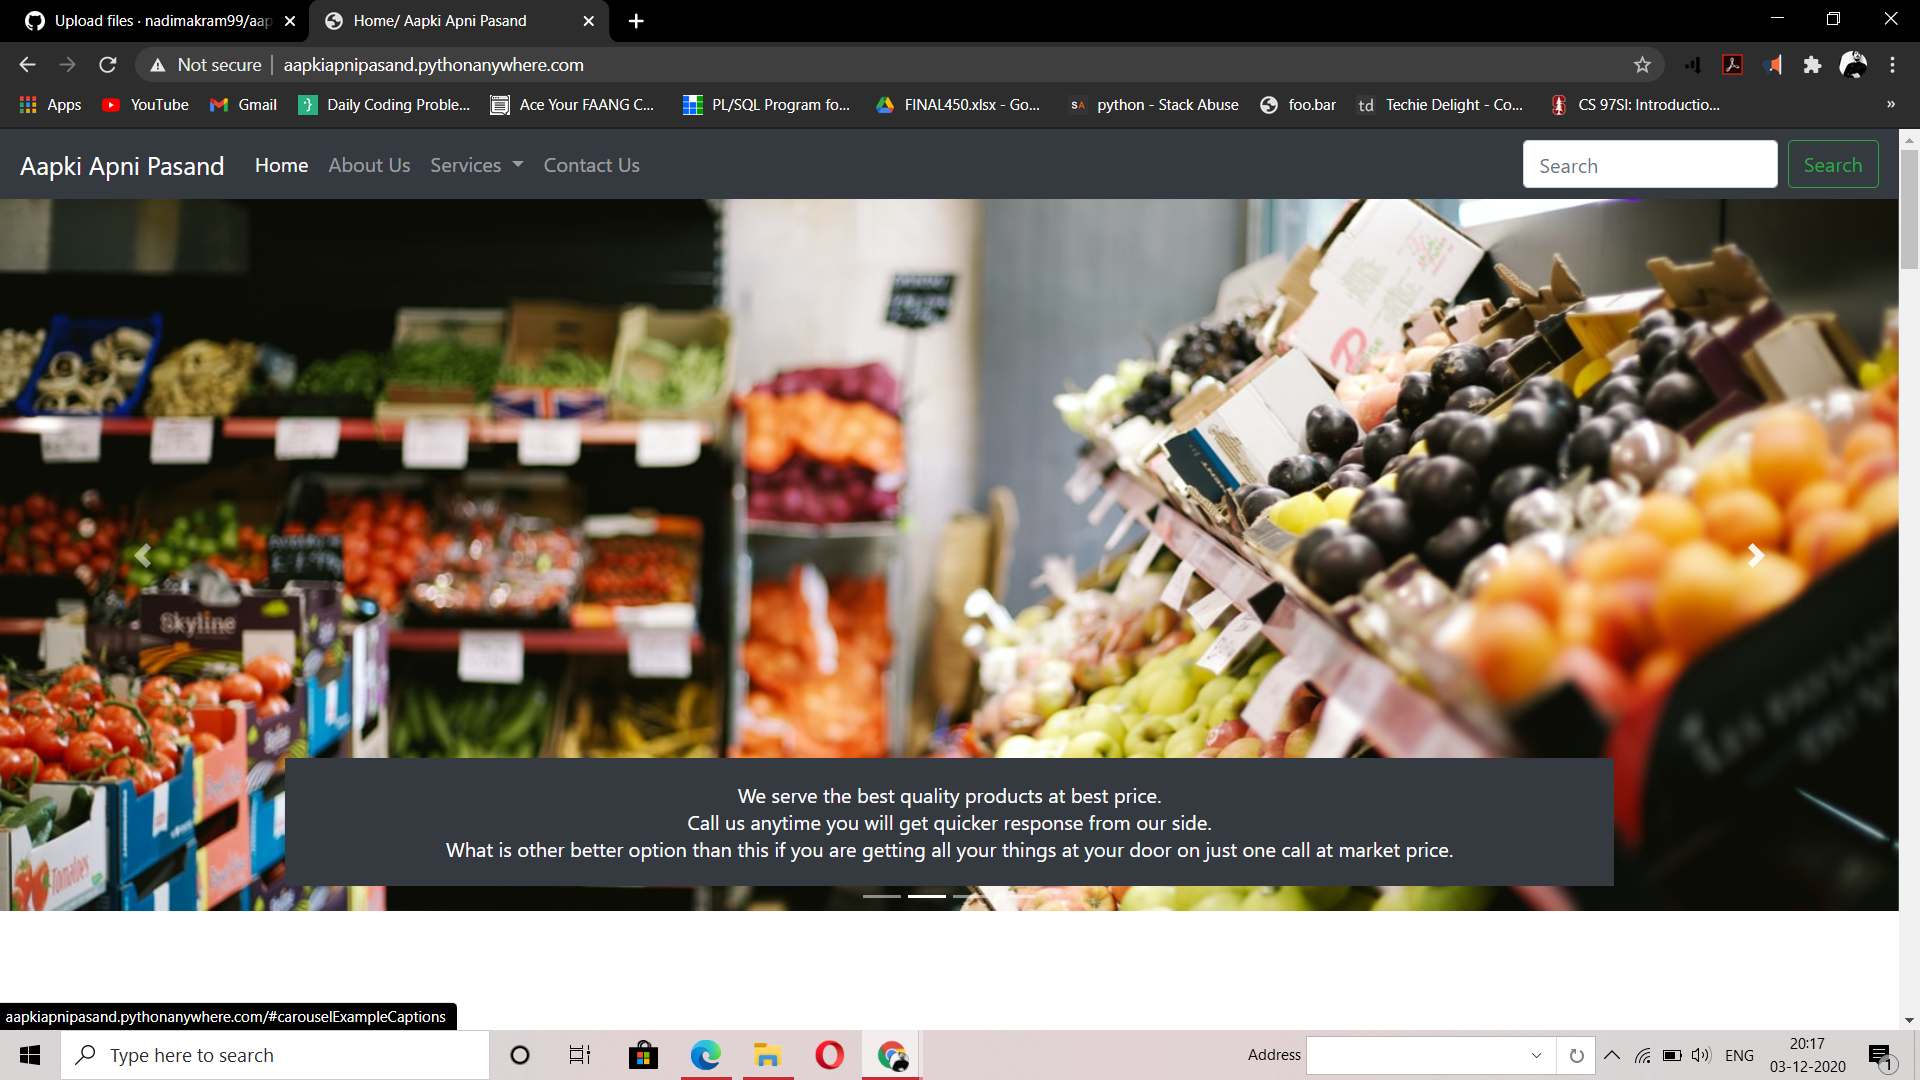 Upload files · nadimakram99/aap
Home/ Aapki Apni Pasand
Not secure
aapkiapnipasand.pythonanywhere.com
Apps
YouTube
Gmail
Daily Coding Proble...
Ace Your FAANG C...
PL/SQL Program fo...
FINAL450.xlsx - Go...
SA
python - Stack Abuse
foo.bar
td
Techie Delight - Co...
CS 97SI: Introductio...
»
Aapki Apni Pasand
Home
About Us
Services
Contact Us
Search
Search
Skyline
Tomatoes
We serve the best quality products at best price.
Call us anytime you will get quicker response from our side.
What is other better option than this if you are getting all your things at your door on just one call at market price.
aapkiapnipasand.pythonanywhere.com/#carouselExampleCaptions
Type here to search
Address
ENG
20:17
03-12-2020
1